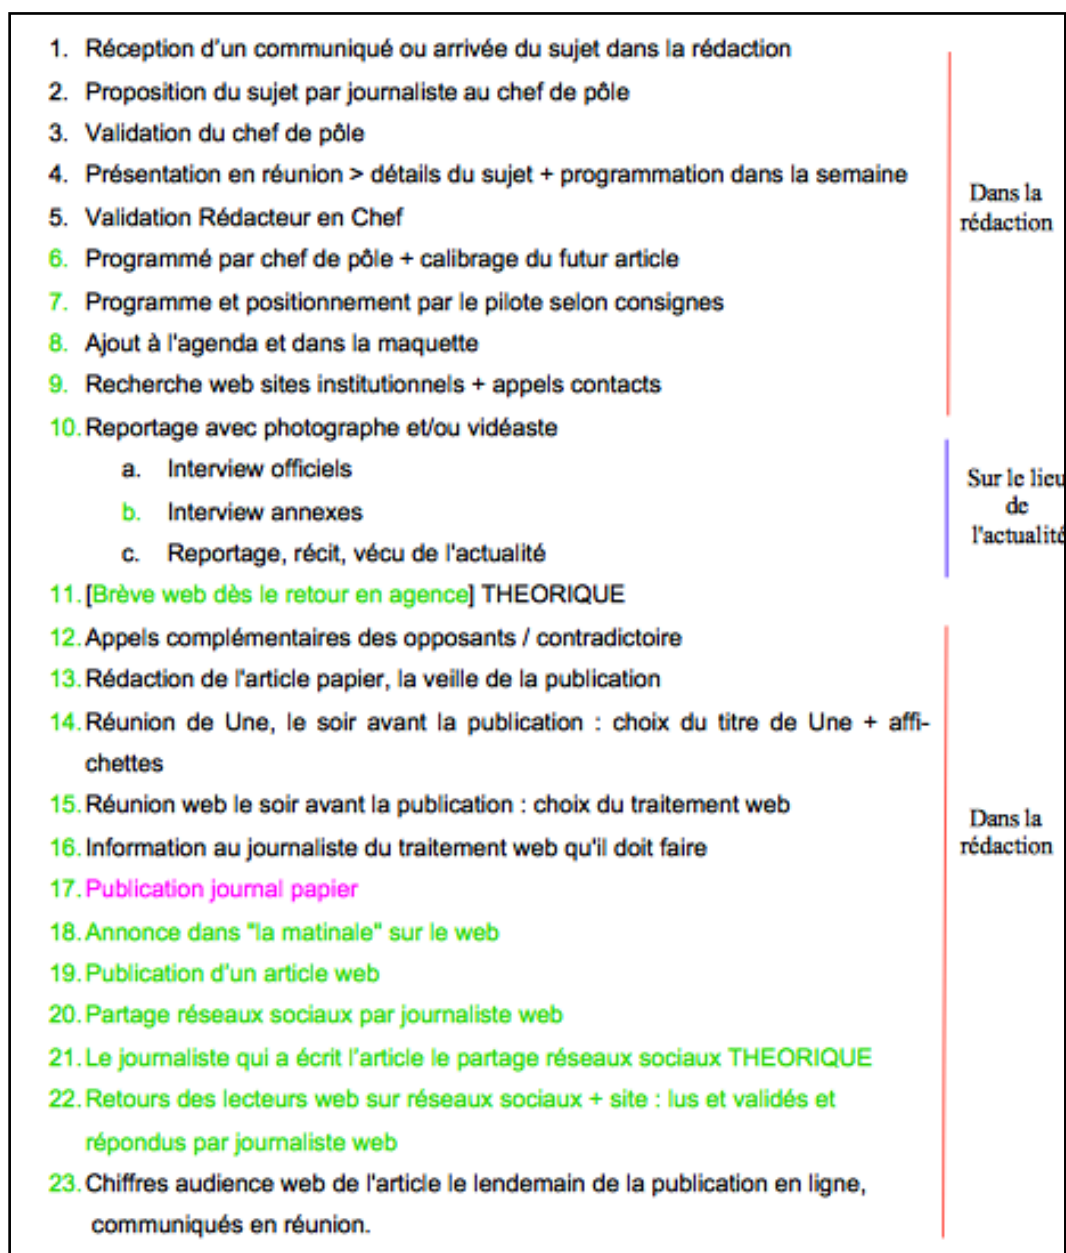 1. Réception d'un communiqué ou arrivée du sujet dans la rédaction
2. Proposition du sujet par journaliste au chef de pôle
3. Validation du chef de pôle
4. Présentation en réunion > détails du sujet + programmation dans la semaine
5. Validation Rédacteur en Chef
6. Programmé par chef de pôle + calibrage du futur article
7. Programme et positionnement par le pilote selon consignes
8. Ajout à l'agenda et dans la maquette
9. Recherche web sites institutionnels + appels contacts
Dans la
rédaction
10. Reportage avec photographe et/ou vidéaste
a. Interview officiels
b. Interview annexes
c. Reportage, récit, vécu de l'actualité
Sur le lieu
de
l'actualité
11. [Brève web dès le retour en agence] THEORIQUE
12. Appels complémentaires des opposants / contradictoire
13. Rédaction de l'article papier, la veille de la publication
14. Réunion de Une, le soir avant la publication : choix du titre de Une + affi-
chettes
15. Réunion web le soir avant la publication : choix du traitement web
16. Information au journaliste du traitement web qu'il doit faire
17. Publication journal papier
18. Annonce dans "la matinale" sur le web
19. Publication d'un article web
20. Partage réseaux sociaux par journaliste web
21. Le journaliste qui a écrit l'article le partage réseaux sociaux THEORIQUE
22. Retours des lecteurs web sur réseaux sociaux + site : lus et validés et
répondus par journaliste web
23. Chiffres audience web de l'article le lendemain de la publication en ligne,
communiqués en réunion.
Dans la
rédaction